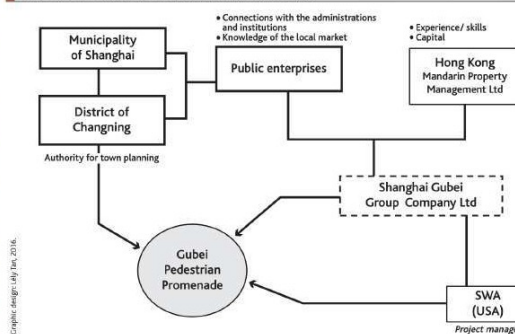 • Connections with the administrations
and institutions
• Knowledge of the local market
• Experience/ skills
• Capital
Municipality
of Shanghai
Public enterprises
Hong Kong
Mandarin Property
Management Ltd
District of
Changning
Authority for town planning
Shanghai Gubei
Group Company Ltd
Gubei
Pedestrian
Promenade
SWA
(USA)
Graphic design: Lély Tan, 2016.